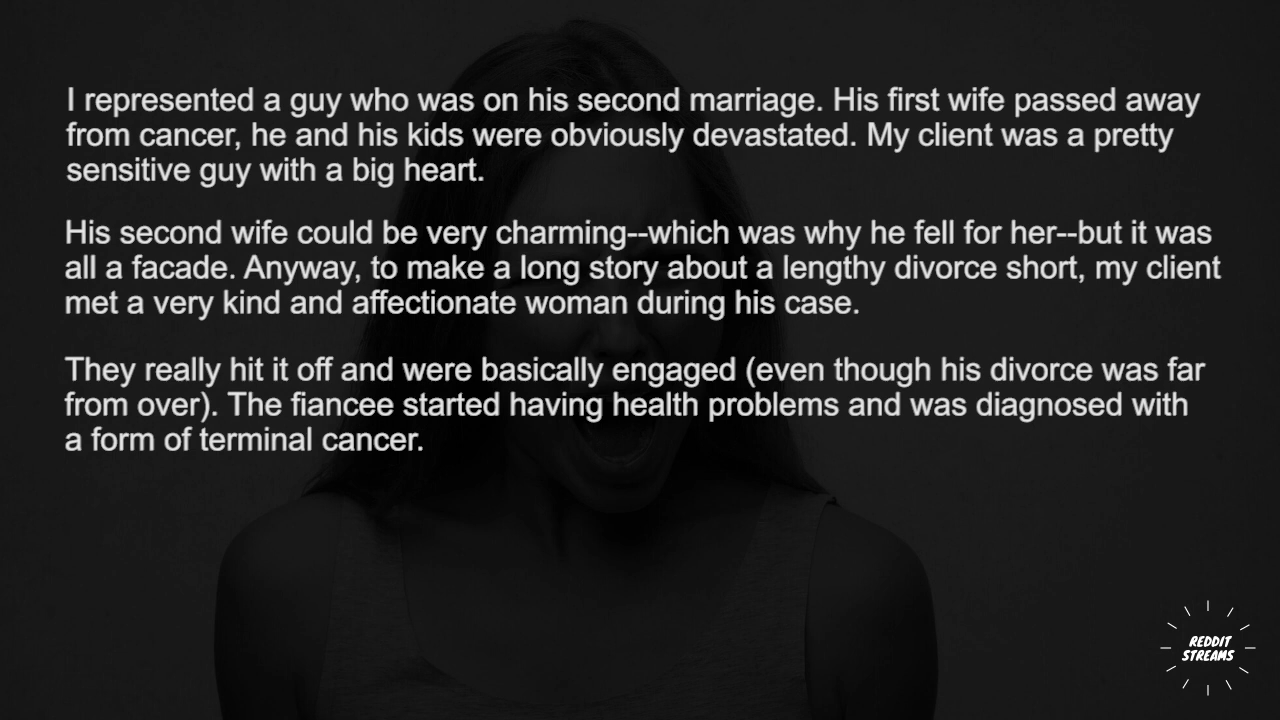 I represented a guy who was on his second marriage. His first wife passed away
from cancer, he and his kids were obviously devastated. My client was a pretty
sensitive guy with a big heart.
His second wife could be very charming--which was why he fell for her--but it was
all a facade. Anyway, to make a long story about a lengthy divorce short, my client
met a very kind and affectionate woman during his case.
They really hit it off and were basically engaged (even though his divorce was far
from over). The fiancee started having health problems and was diagnosed with
a form of terminal cancer.
REDDIT
STREAMS